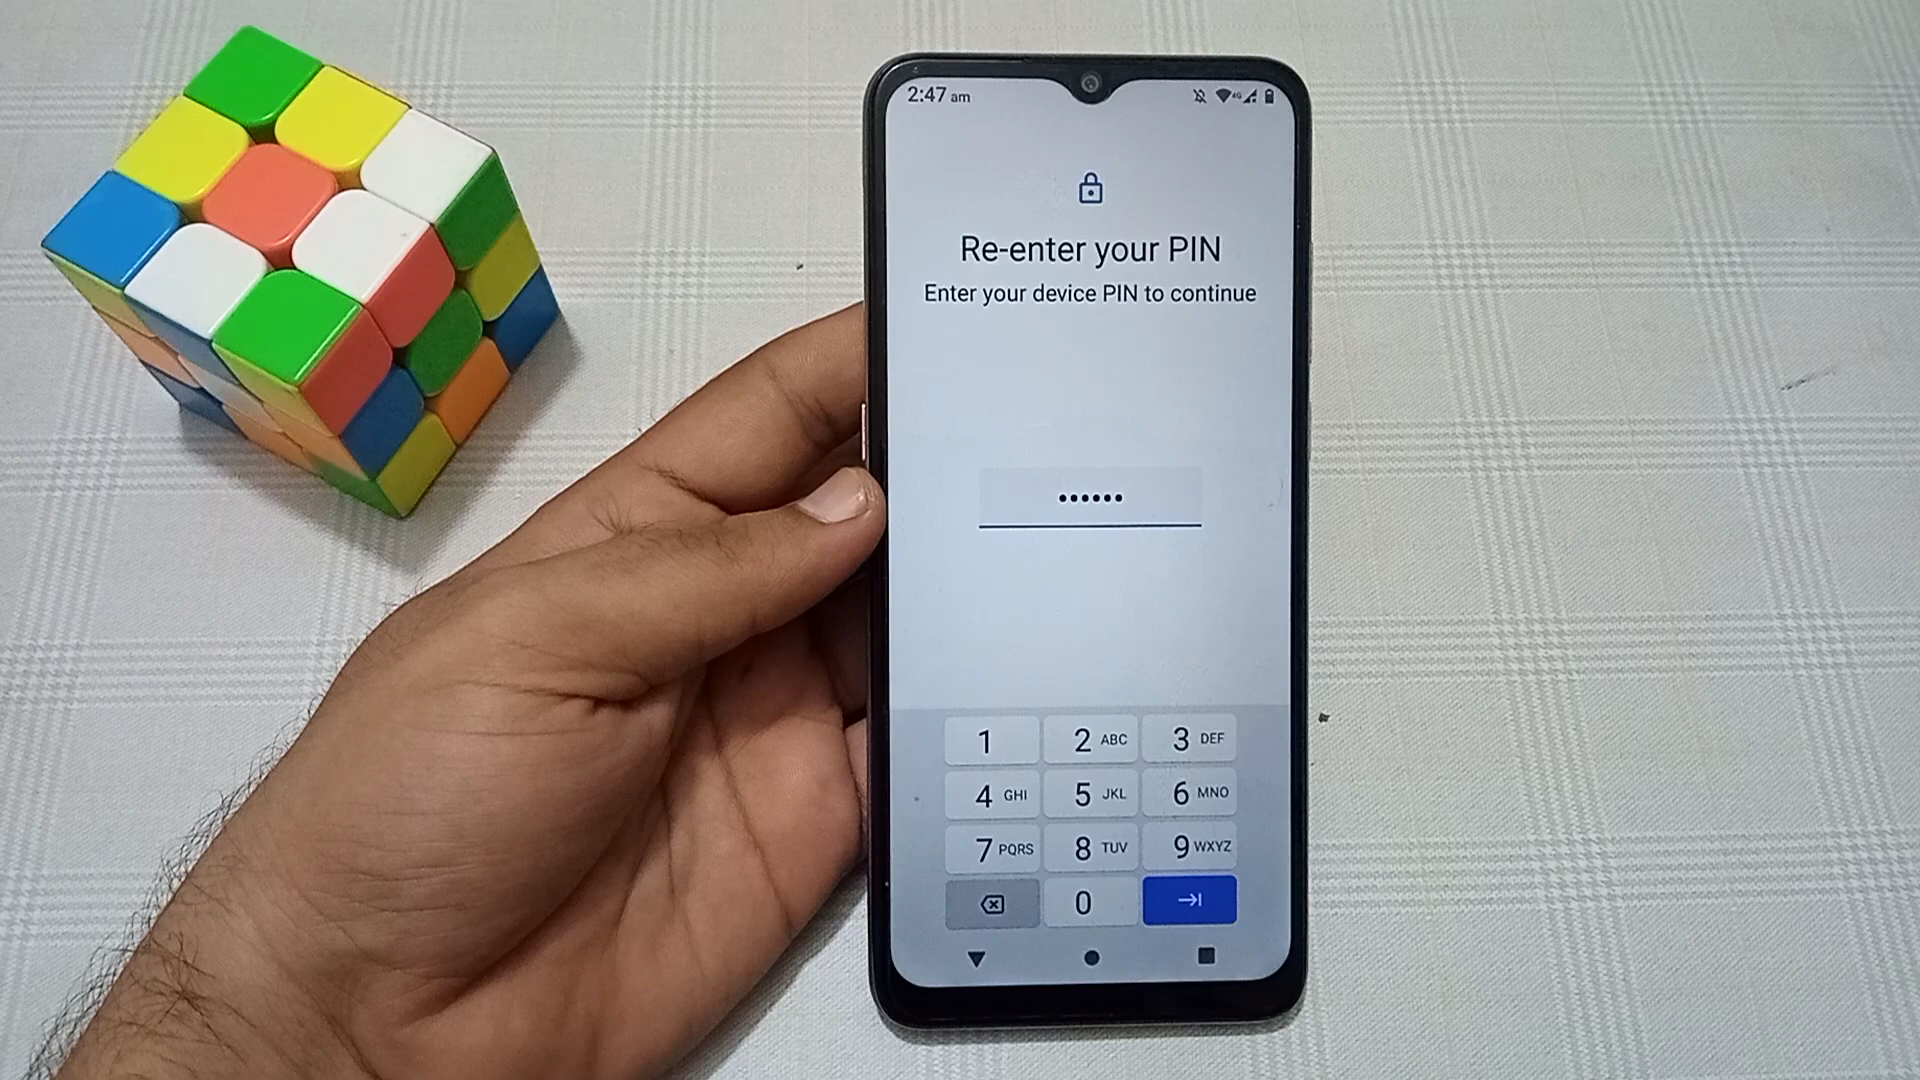 2:47 am
4G
Re-enter your PIN
Enter your device PIN to continue
••••••
1
2 ABC
3 DEF
4 GHI
5 JKL
6 MNO
7 PQRS
8 TUV
9 WXYZ
0